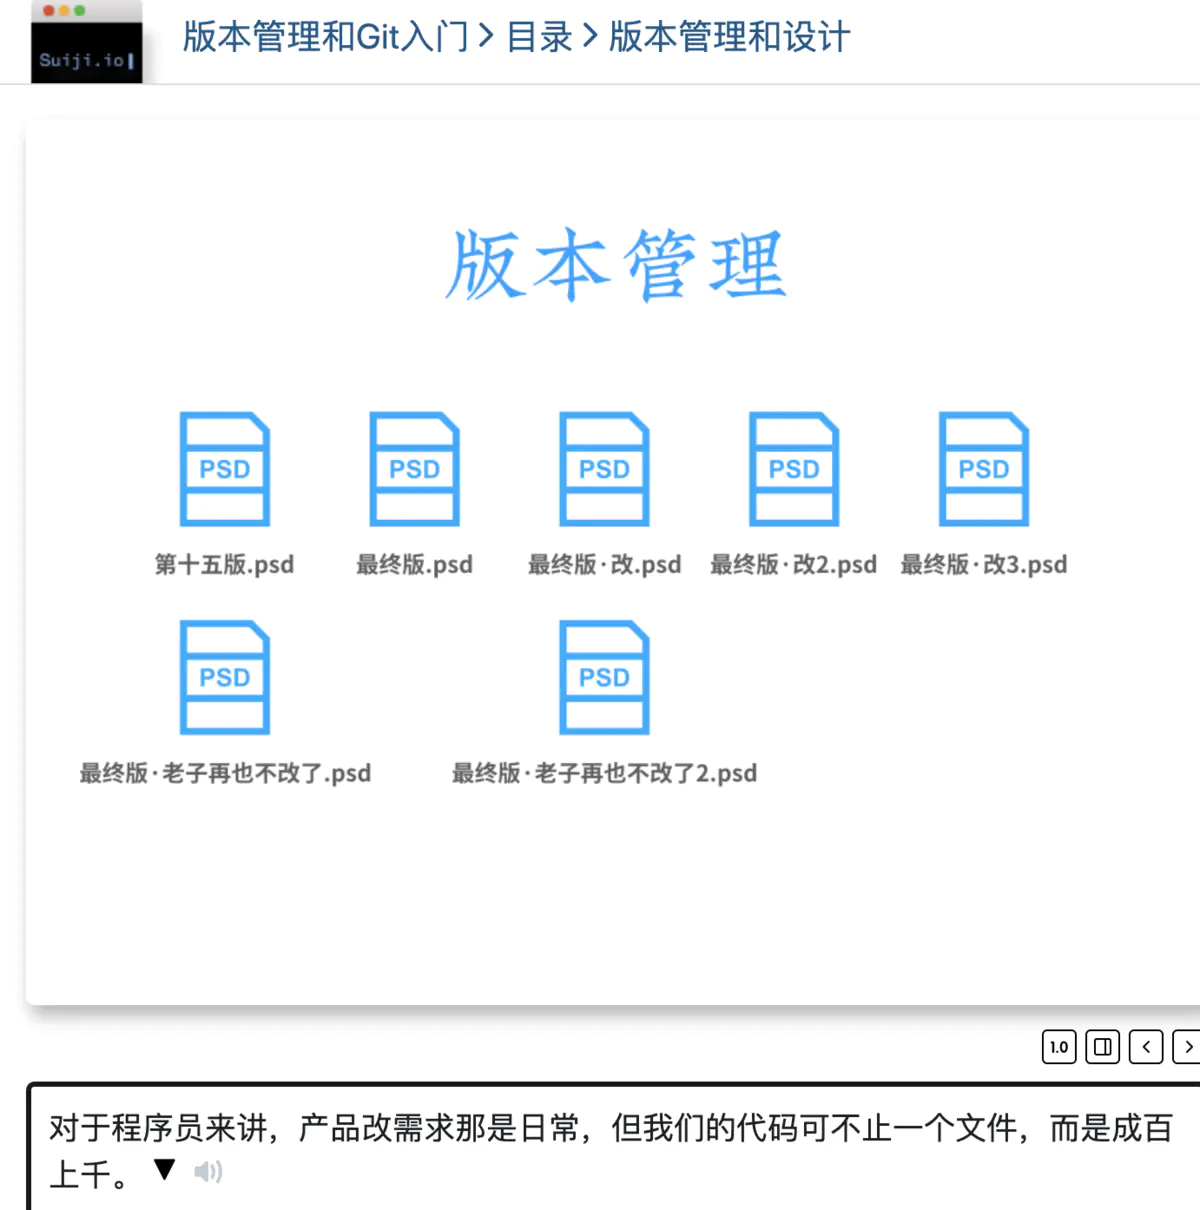 Suiji.io
版本管理和Git入门 > 目录 > 版本管理和设计
版本管理
PSD PSD PSD PSD PSD
第十五版.psd 最终版.psd 最终版·改.psd 最终版·改2.psd 最终版·改3.psd
PSD PSD
最终版·老子再也不改了.psd 最终版·老子再也不改了2.psd
1.0
对于程序员来讲，产品改需求那是日常，但我们的代码可不止一个文件，而是成百
上千。